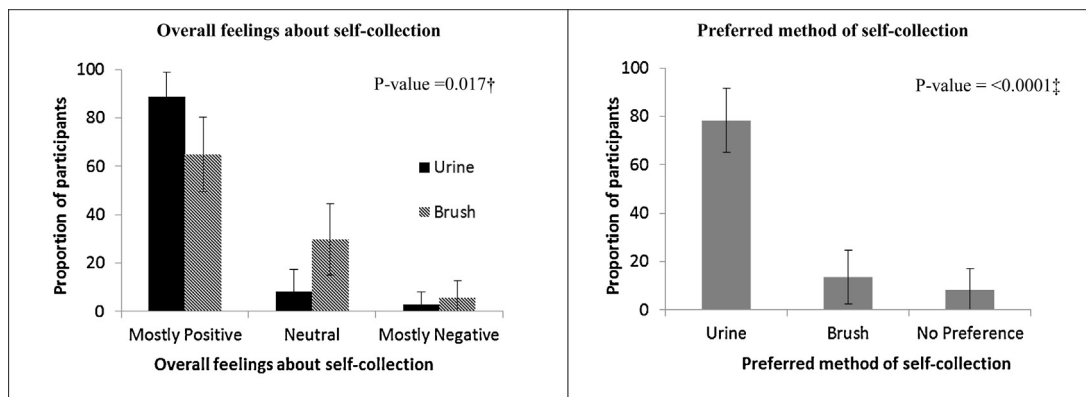 Overall feelings about self-collection
P-value =0.017†
Proportion of participants
100
80
60
40
20
0
Urine
Brush
Mostly Positive
Neutral
Mostly Negative
Overall feelings about self-collection
Preferred method of self-collection
P-value = <0.0001‡
Proportion of participants
100
80
60
40
20
0
Urine
Brush
No Preference
Preferred method of self-collection